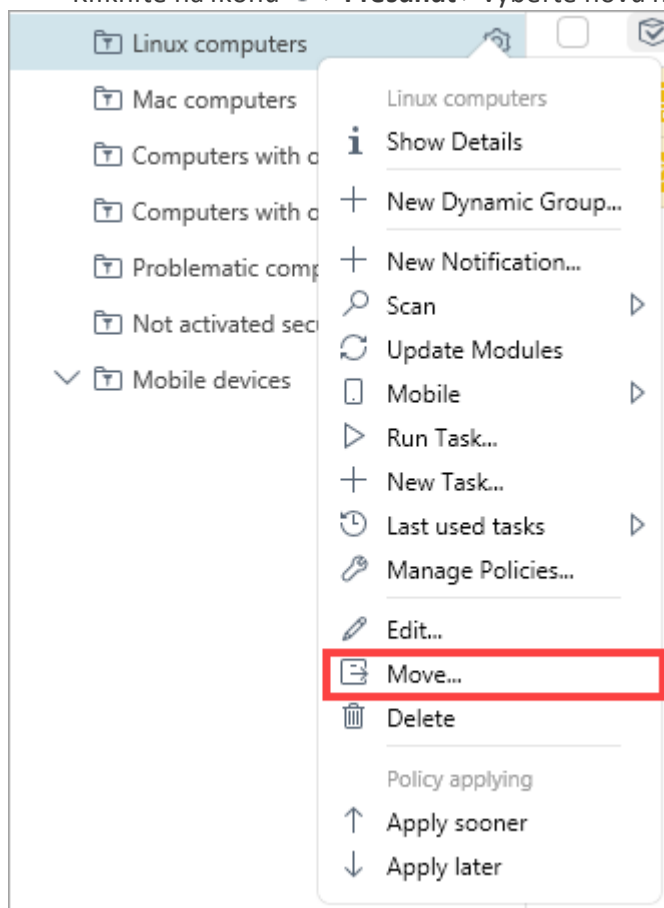 Linux computers
Mac computers
Computers with
Computers with
Problematic
Not activated
Mobile devices
Linux computers
Show Details
New Dynamic Group...
New Notification...
Scan
Update Modules
Mobile
Run Task...
New Task...
Last used tasks
Manage Policies...
Edit...
Move...
Delete
Policy applying
Apply sooner
Apply later